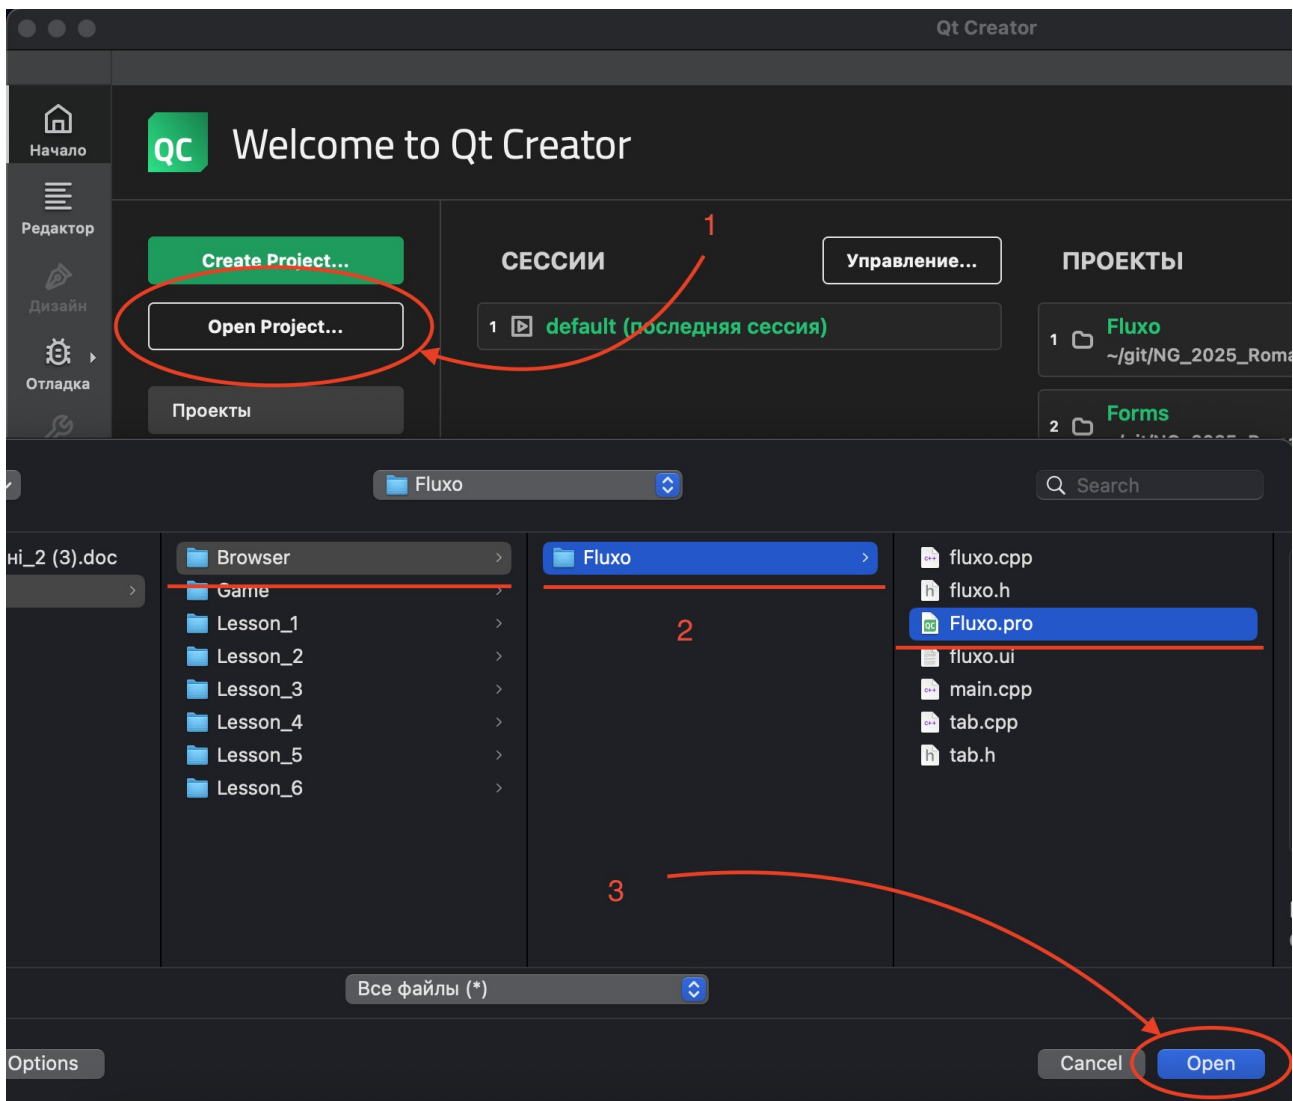 Qt Creator
Начало
QC Welcome to Qt Creator
Редактор
Create Project...
1
СЕССИИ
Управление...
ПРОЕКТЫ
Дизайн
Open Project...
1 default (последняя сессия)
1 Fluxo
~/git/NG_2025_Roma
Отладка
Проекты
2 Forms
Fluxo
Search
ні_2 (3).doc
Browser
Game
Lesson_1
Lesson_2
Lesson_3
Lesson_4
Lesson_5
Lesson_6
Fluxo
2
fluxo.cpp
fluxo.h
Fluxo.pro
fluxo.ui
main.cpp
tab.cpp
tab.h
3
Все файлы (*)
Options
Cancel
Open